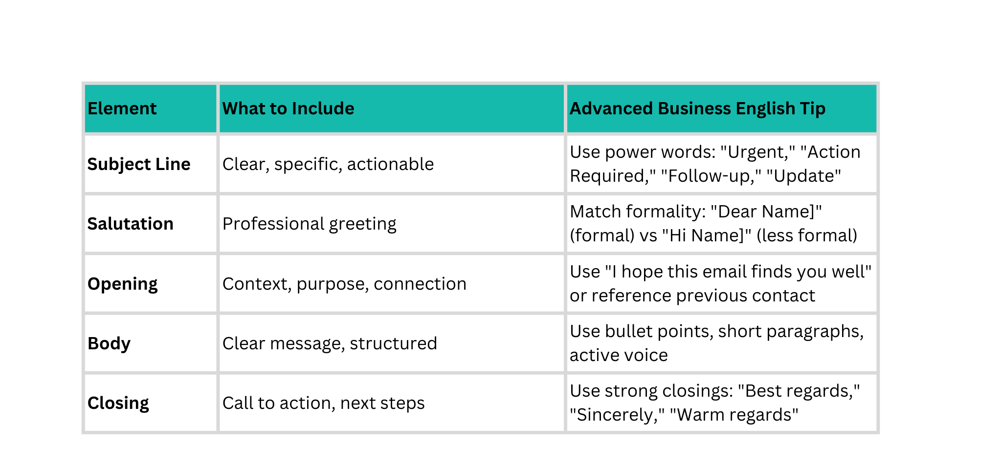 Element
What to Include
Advanced Business English Tip
Subject Line
Clear, specific, actionable
Use power words: "Urgent," "Action
Required," "Follow-up," "Update"
Salutation
Professional greeting
Match formality: "Dear Name]"
(formal) vs "Hi Name]" (less formal)
Opening
Context, purpose, connection
Use "I hope this email finds you well"
or reference previous contact
Body
Clear message, structured
Use bullet points, short paragraphs,
active voice
Closing
Call to action, next steps
Use strong closings: "Best regards,"
"Sincerely," "Warm regards"